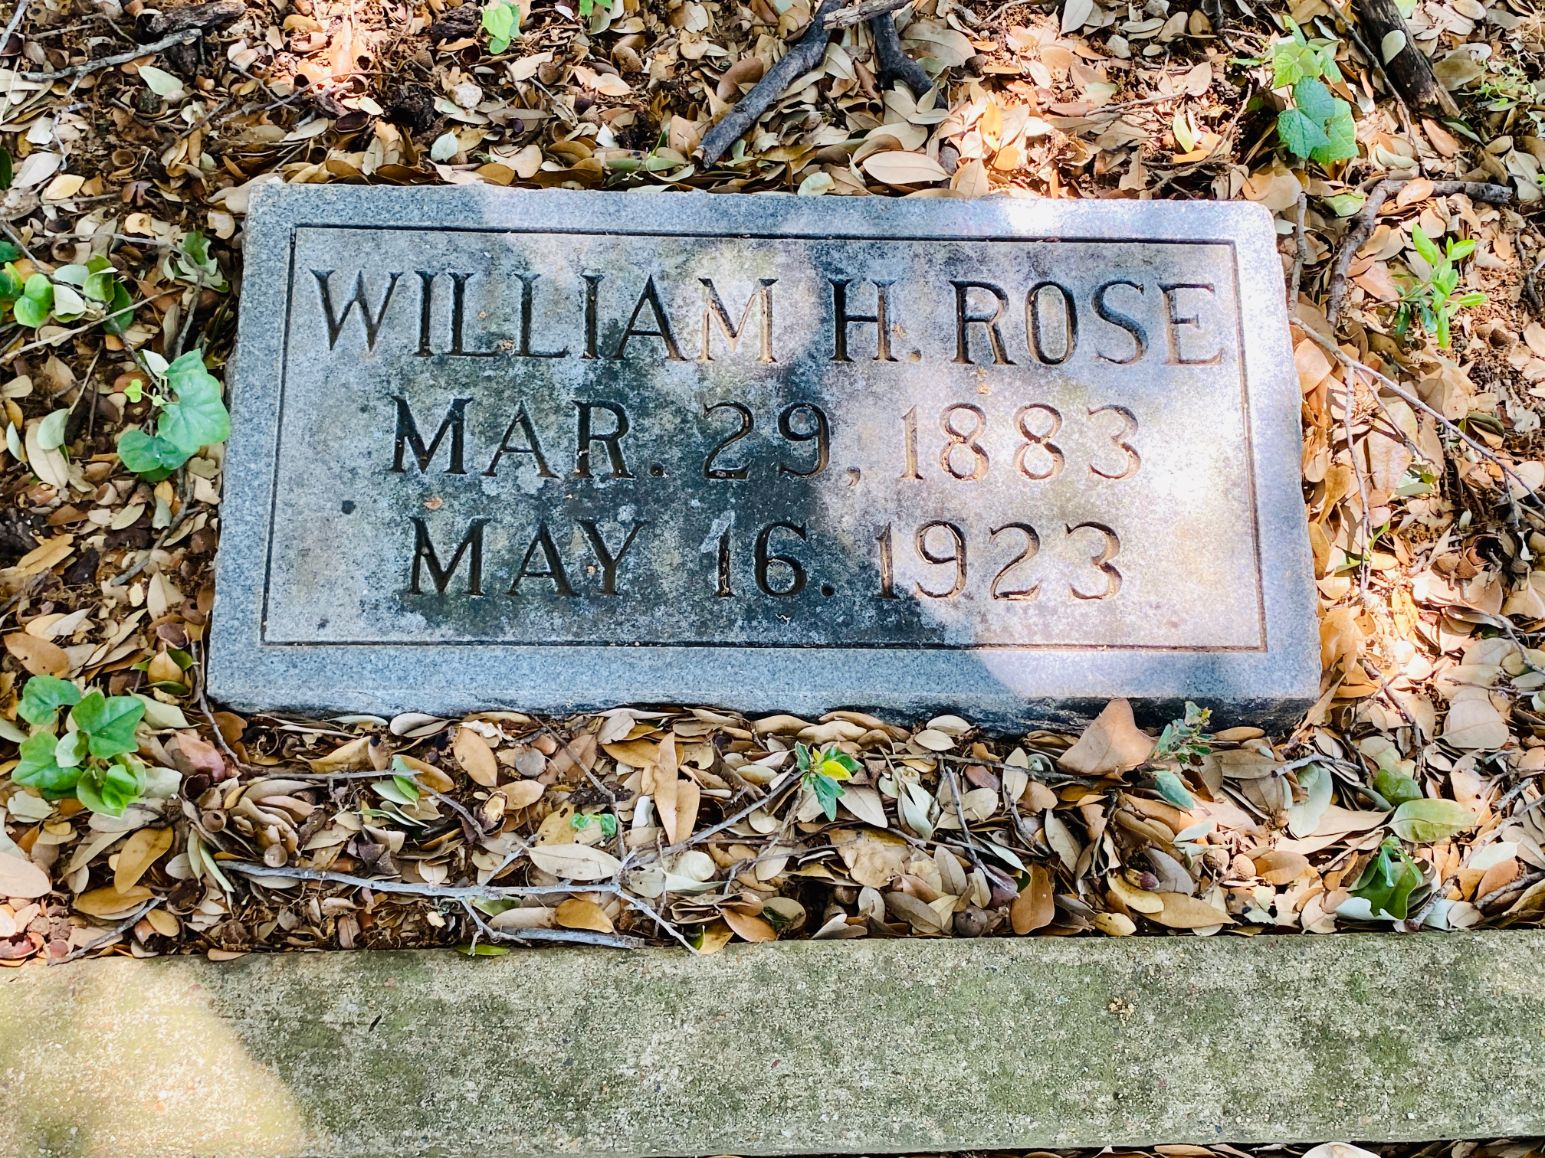 WILLIAM H. ROSE
MAR. 29, 1883
MAY 16. 1923